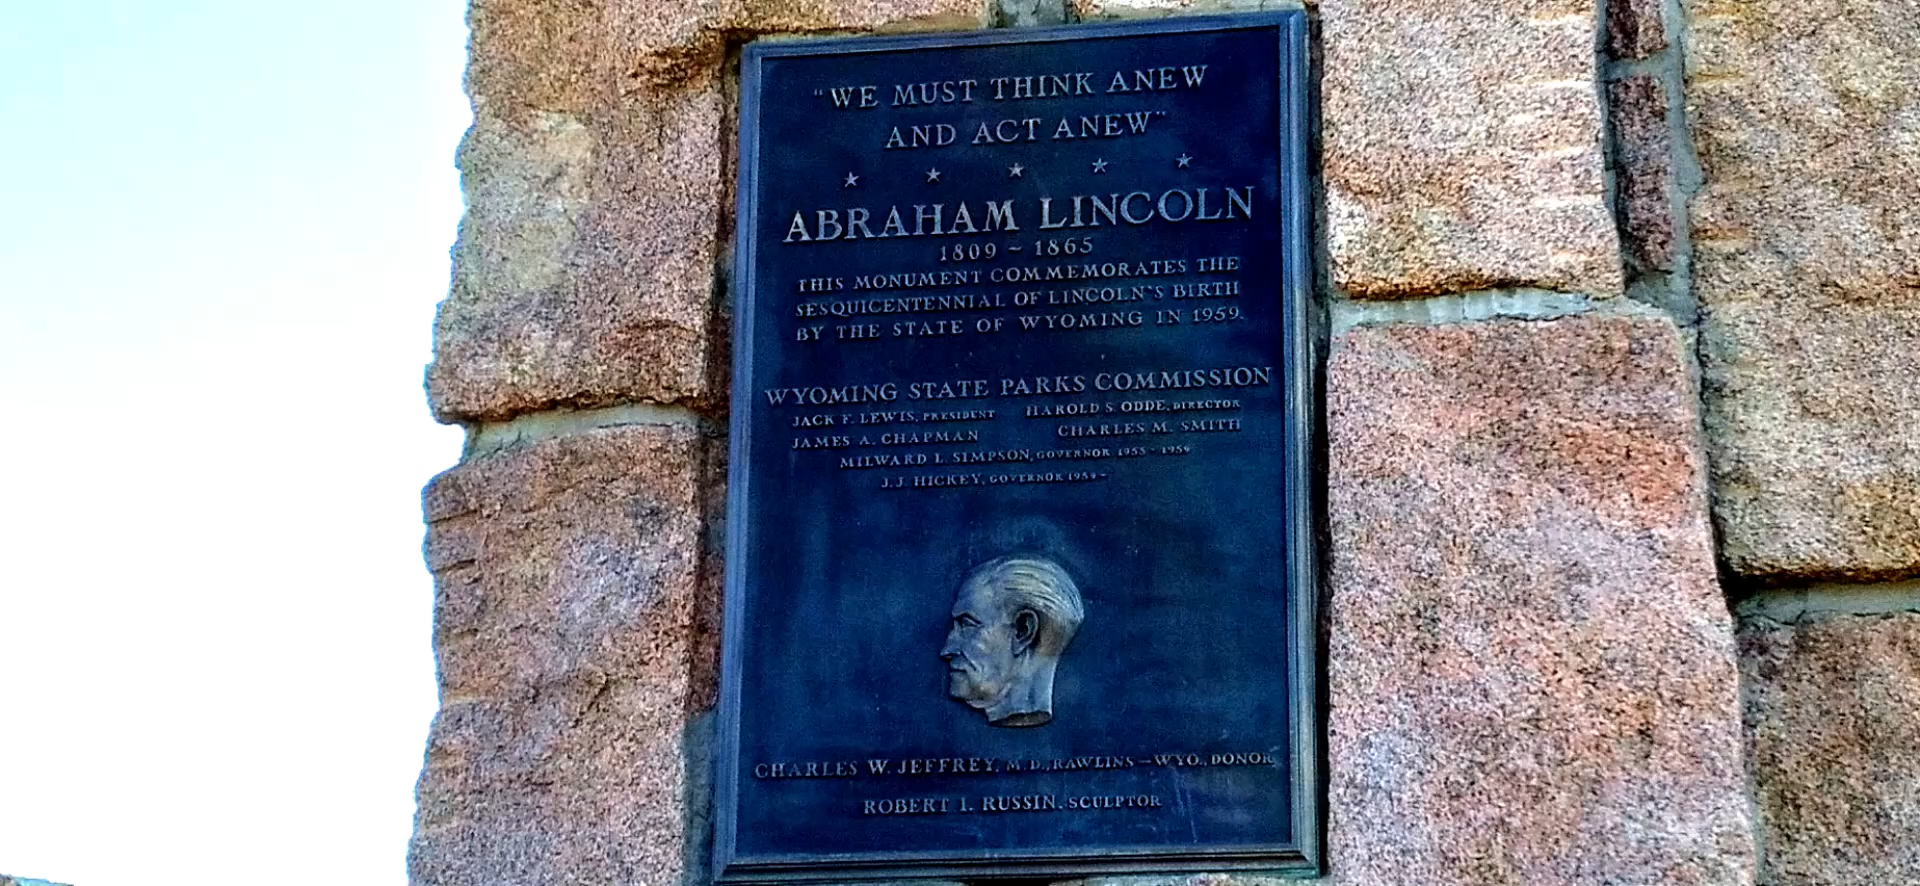 "WE MUST THINK ANEW
AND ACT ANEW"
ABRAHAM LINCOLN
1809 ~ 1865
THIS MONUMENT COMMEMORATES THE
SESQUICENTENNIAL OF LINCOLN'S BIRTH
BY THE STATE OF WYOMING IN 1959.
WYOMING STATE PARKS COMMISSION
JACK F. LEWIS, PRESIDENT HAROLD S. ODDE, DIRECTOR
JAMES A. CHAPMAN CHARLES M. SMITH
MILWARD L. SIMPSON, GOVERNOR 1955 - 1959
J.J. HICKEY, GOVERNOR 1959 -
CHARLES W. JEFFREY, M.D., RAWLINS — WYO., DONOR
ROBERT I. RUSSIN, SCULPTOR